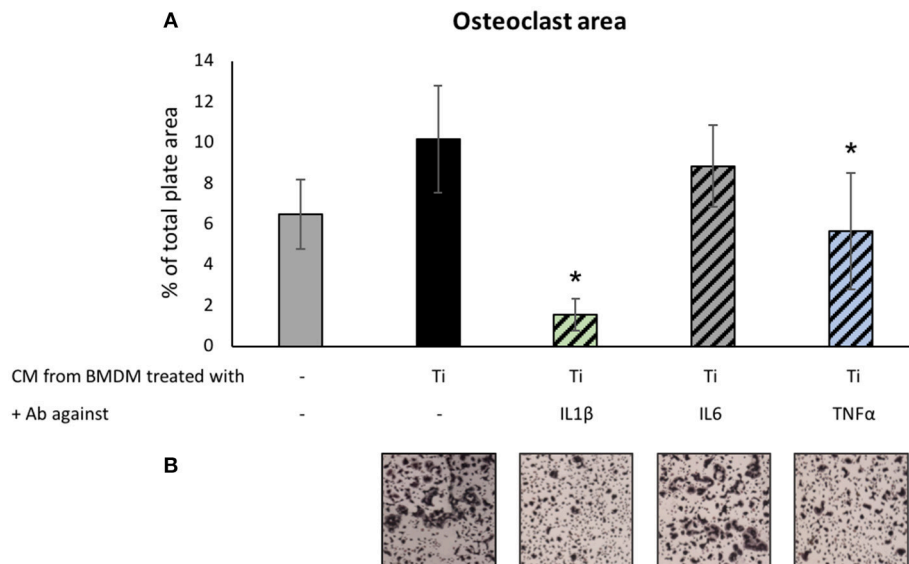 A
Osteoclast area
% of total plate area
14
12
10
8
6
4
2
0
*
*
CM from BMDM treated with - Ti Ti Ti Ti
+ Ab against - - IL1β IL6 TNFα
B